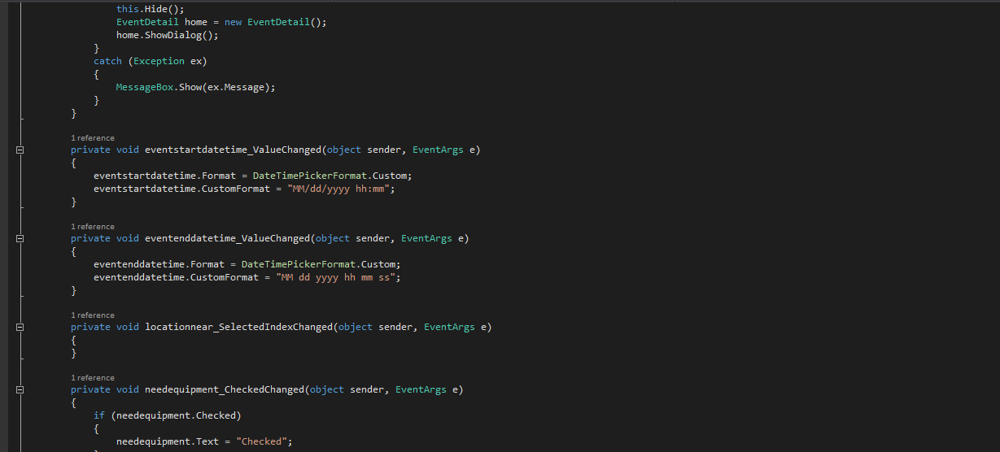 this.Hide();
EventDetail home = new EventDetail();
home.ShowDialog();
}
catch (Exception ex)
{
MessageBox.Show(ex.Message);
}
}
1 reference
private void eventstartdatetime_ValueChanged(object sender, EventArgs e)
{
eventstartdatetime.Format = DateTimePickerFormat.Custom;
eventstartdatetime.CustomFormat = "MM/dd/yyyy hh:mm";
}
1 reference
private void eventenddatetime_ValueChanged(object sender, EventArgs e)
{
eventenddatetime.Format = DateTimePickerFormat.Custom;
eventenddatetime.CustomFormat = "MM dd yyyy hh mm ss";
}
1 reference
private void locationnear_SelectedIndexChanged(object sender, EventArgs e)
{
}
1 reference
private void needequipment_CheckedChanged(object sender, EventArgs e)
{
if (needequipment.Checked)
{
needequipment.Text = "Checked";